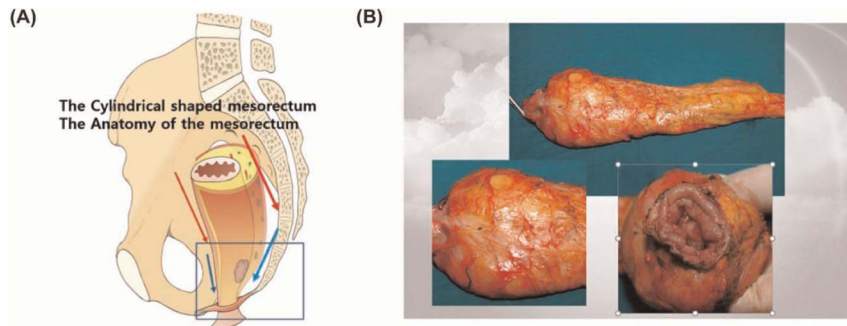 (A)
The Cylindrical shaped mesorectum
The Anatomy of the mesorectum
(B)